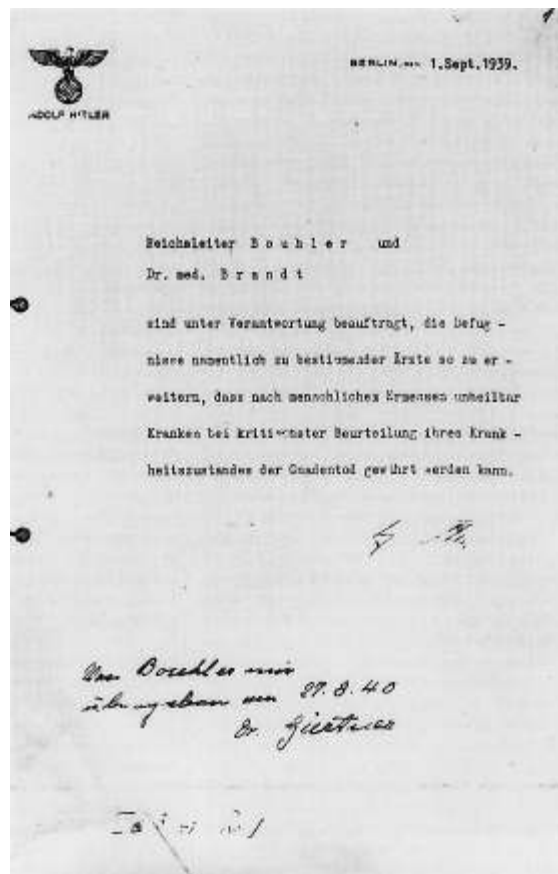 1
BERLIN, DEN 1.Sept.1939.
ADOLF HITLER
Reichsleiter B o u h l e r und
Dr. med. B r a n d t
sind unter Verantwortung beauftragt, die Befug -
nisse namentlich zu bestimmender Ärzte so zu er -
weitern, dass nach menschlichem Ermessen unheilbar
Kranken bei kritischster Beurteilung ihres Krank -
heitszustandes der Gnadentod gewährt werden kann.
Von Bouhler mir
übergeben am 27.8.40
Dr. Gürtner